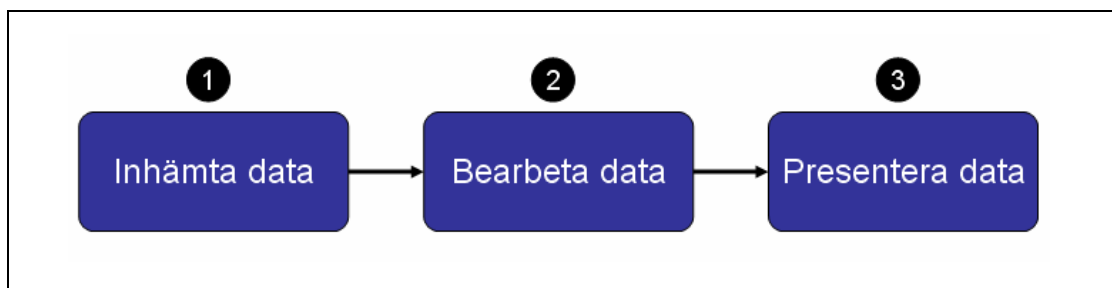 1
2
3
Inhämta data
Bearbeta data
Presentera data